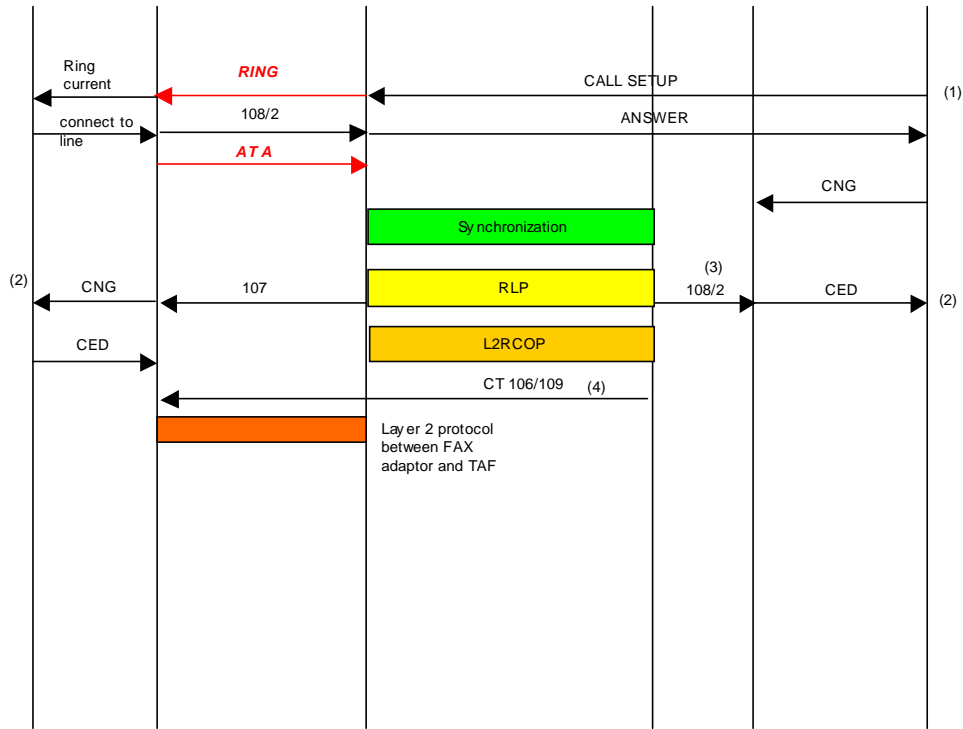 Ring
current
RING
CALL SETUP
(1)
connect to
line
108/2
ANSWER
ATA
CNG
Synchronization
(2)
CNG
107
RLP
(3)
108/2
CED
(2)
CED
L2RCOP
CT 106/109
(4)
Layer 2 protocol
between FAX
adaptor and TAF